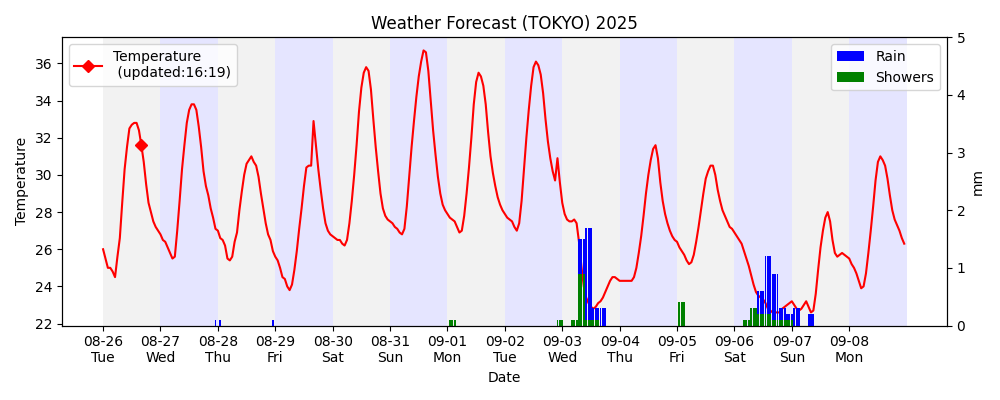 Weather Forecast (TOKYO) 2025
Temperature
(updated:16:19)
Rain
Showers
Temperature
36
34
32
30
28
26
24
22
mm
5
4
3
2
1
0
08-26 08-27 08-28 08-29 08-30 08-31 09-01 09-02 09-03 09-04 09-05 09-06 09-07 09-08
Tue Wed Thu Fri Sat Sun Mon Tue Wed Thu Fri Sat Sun Mon
Date